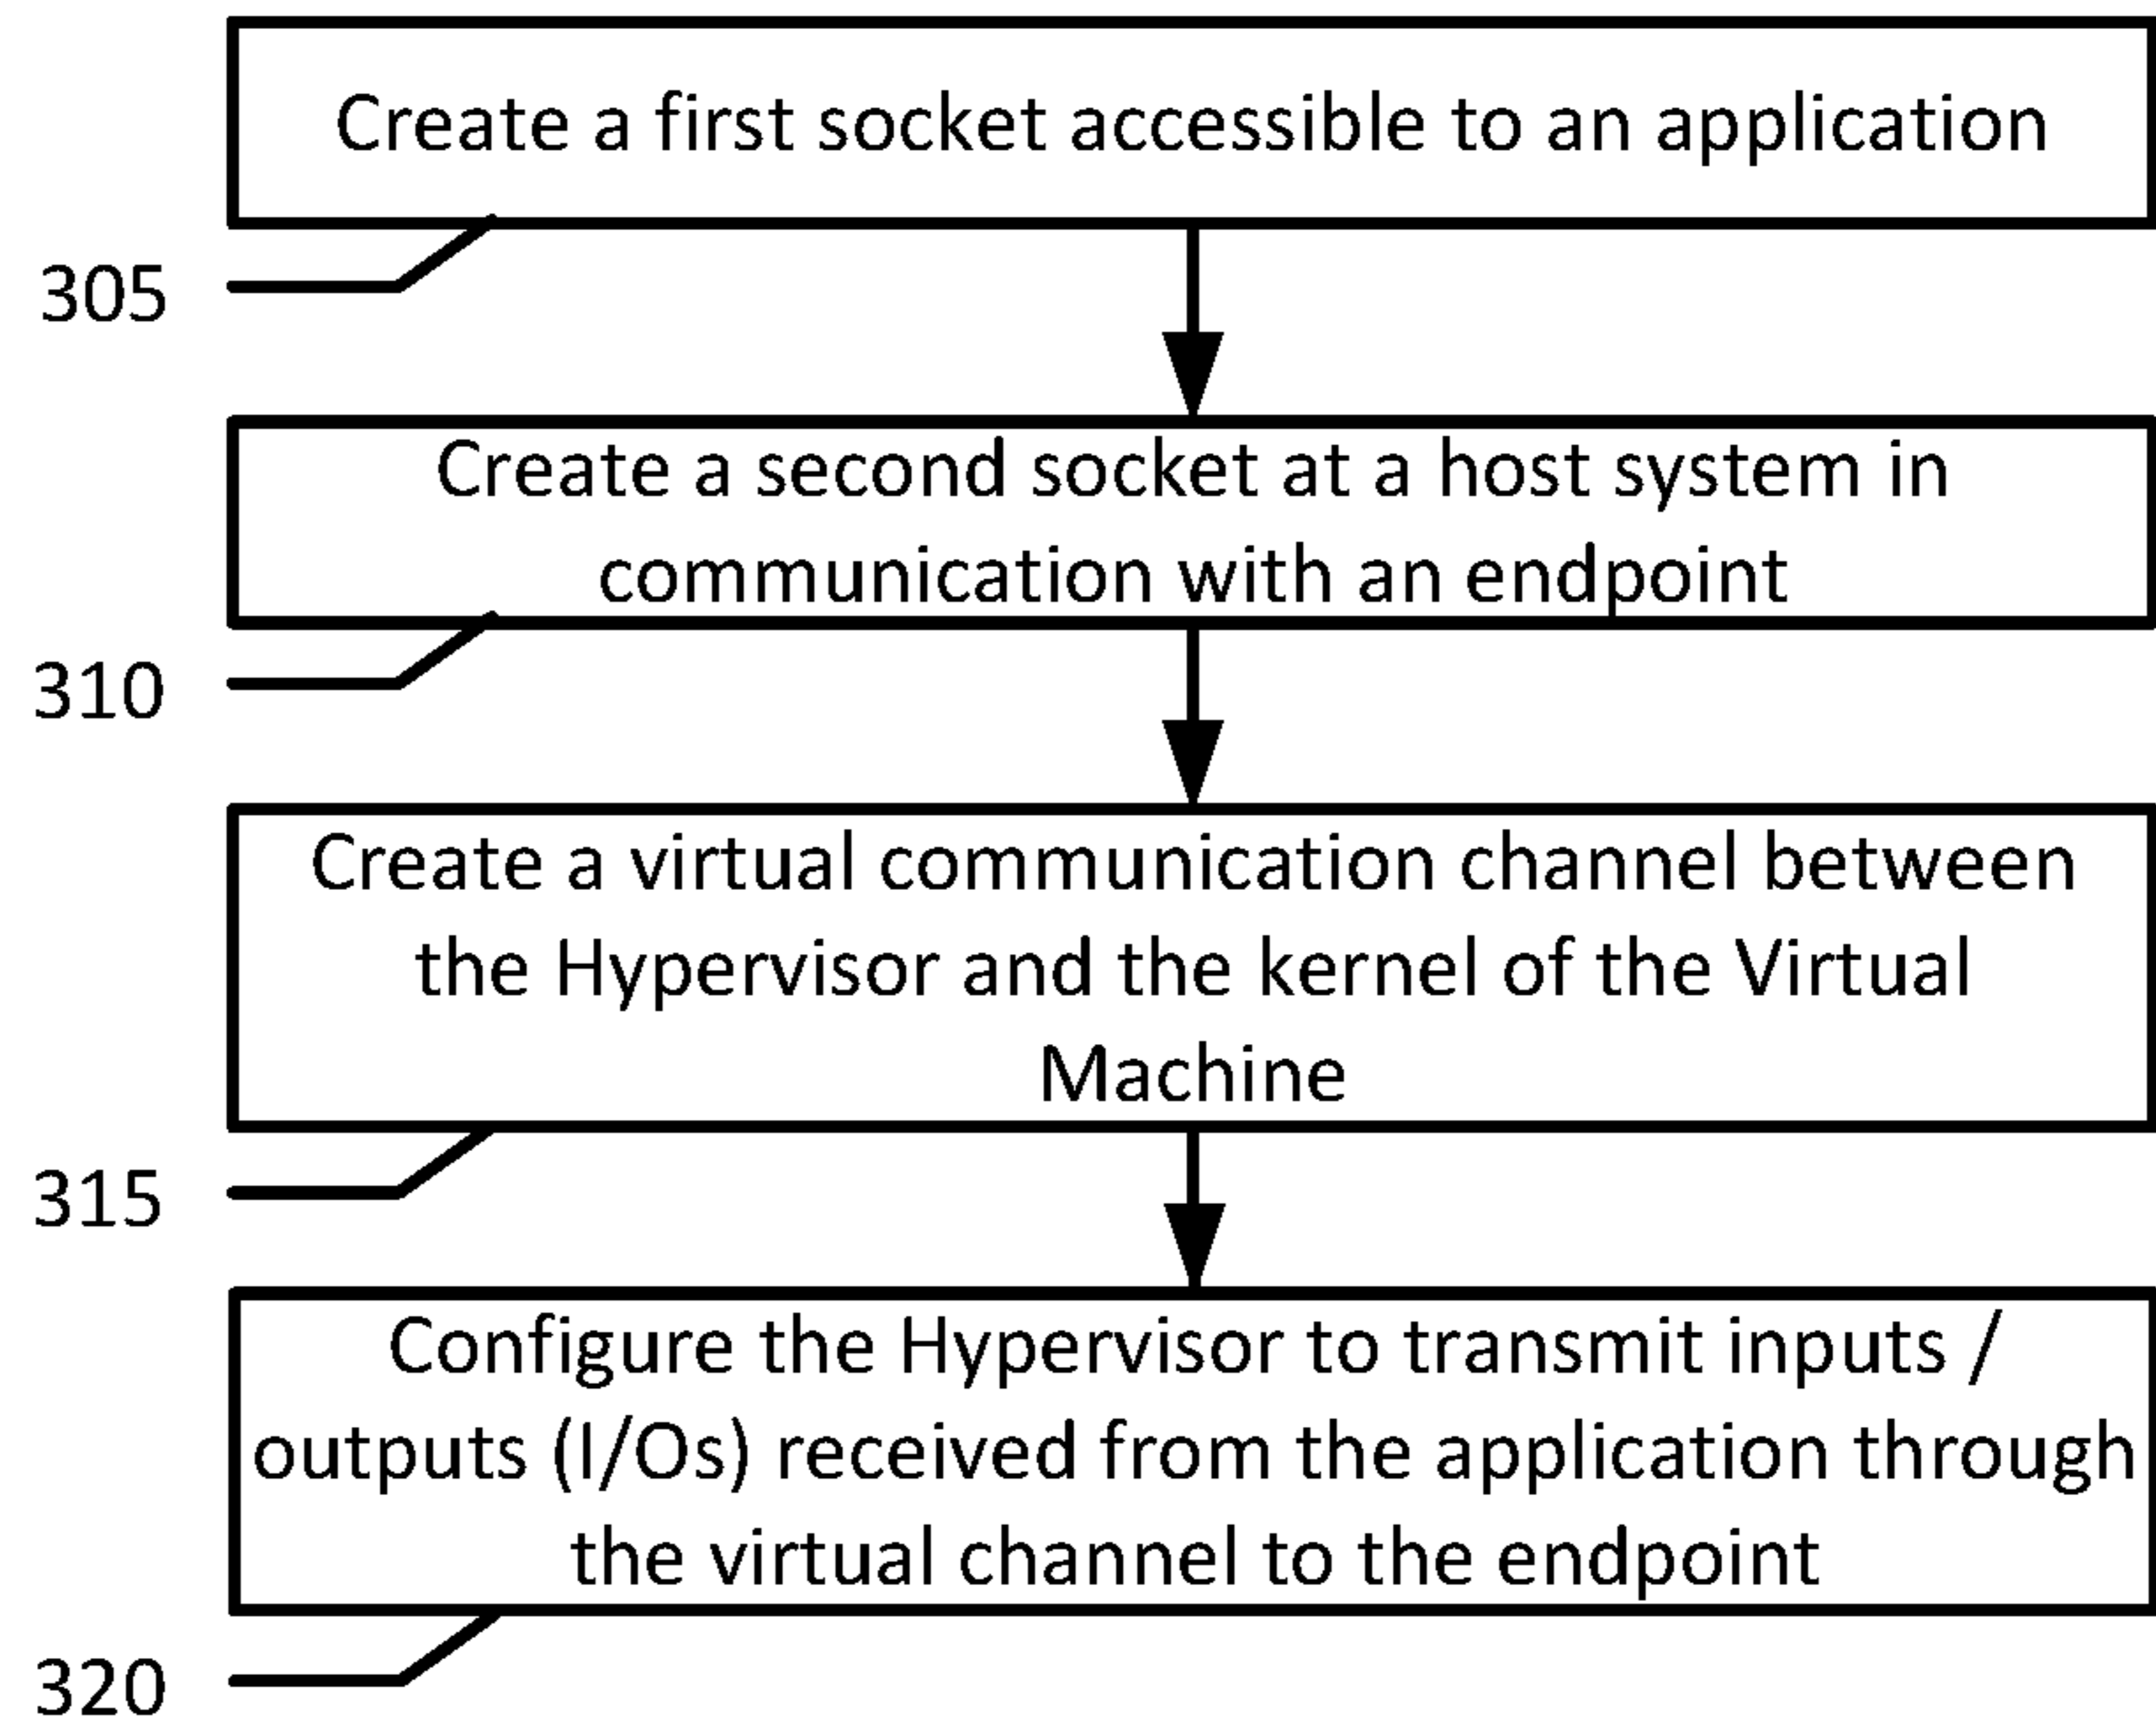 Create a first socket accessible to an application
305
Create a second socket at a host system in
communication with an endpoint
310
Create a virtual communication channel between
the Hypervisor and the kernel of the Virtual
Machine
315
Configure the Hypervisor to transmit inputs /
outputs (I/Os) received from the application through
the virtual channel to the endpoint
320